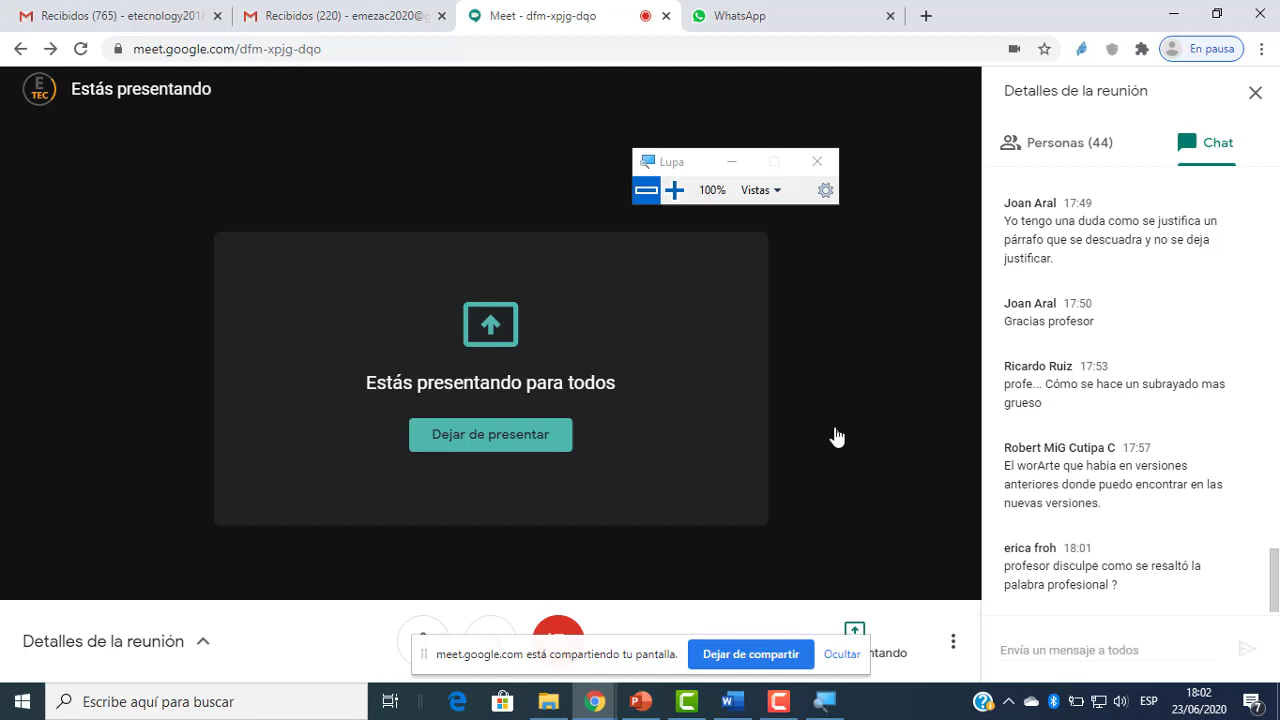 Recibidos (765) - etecnology2017
Recibidos (220) - emezac2020@
Meet - dfm-xpjg-dqo
WhatsApp
meet.google.com/dfm-xpjg-dqo
En pausa
E
TEC
Estás presentando
Detalles de la reunión
Personas (44)
Chat
Lupa
100%
Vistas
Joan Aral 17:49
Yo tengo una duda como se justifica un
párrafo que se descuadra y no se deja
justificar.
Joan Aral 17:50
Gracias profesor
Ricardo Ruiz 17:53
profe... Cómo se hace un subrayado mas
grueso
Robert MiG Cutipa C 17:57
El worArte que habia en versiones
anteriores donde puedo encontrar en las
nuevas versiones.
erica froh 18:01
profesor disculpe como se resaltó la
palabra profesional ?
Estás presentando para todos
Dejar de presentar
Detalles de la reunión
meet.google.com está compartiendo tu pantalla.
Dejar de compartir
Ocultar
ntando
Envía un mensaje a todos
Escribe aquí para buscar
ESP
18:02
23/06/2020
7